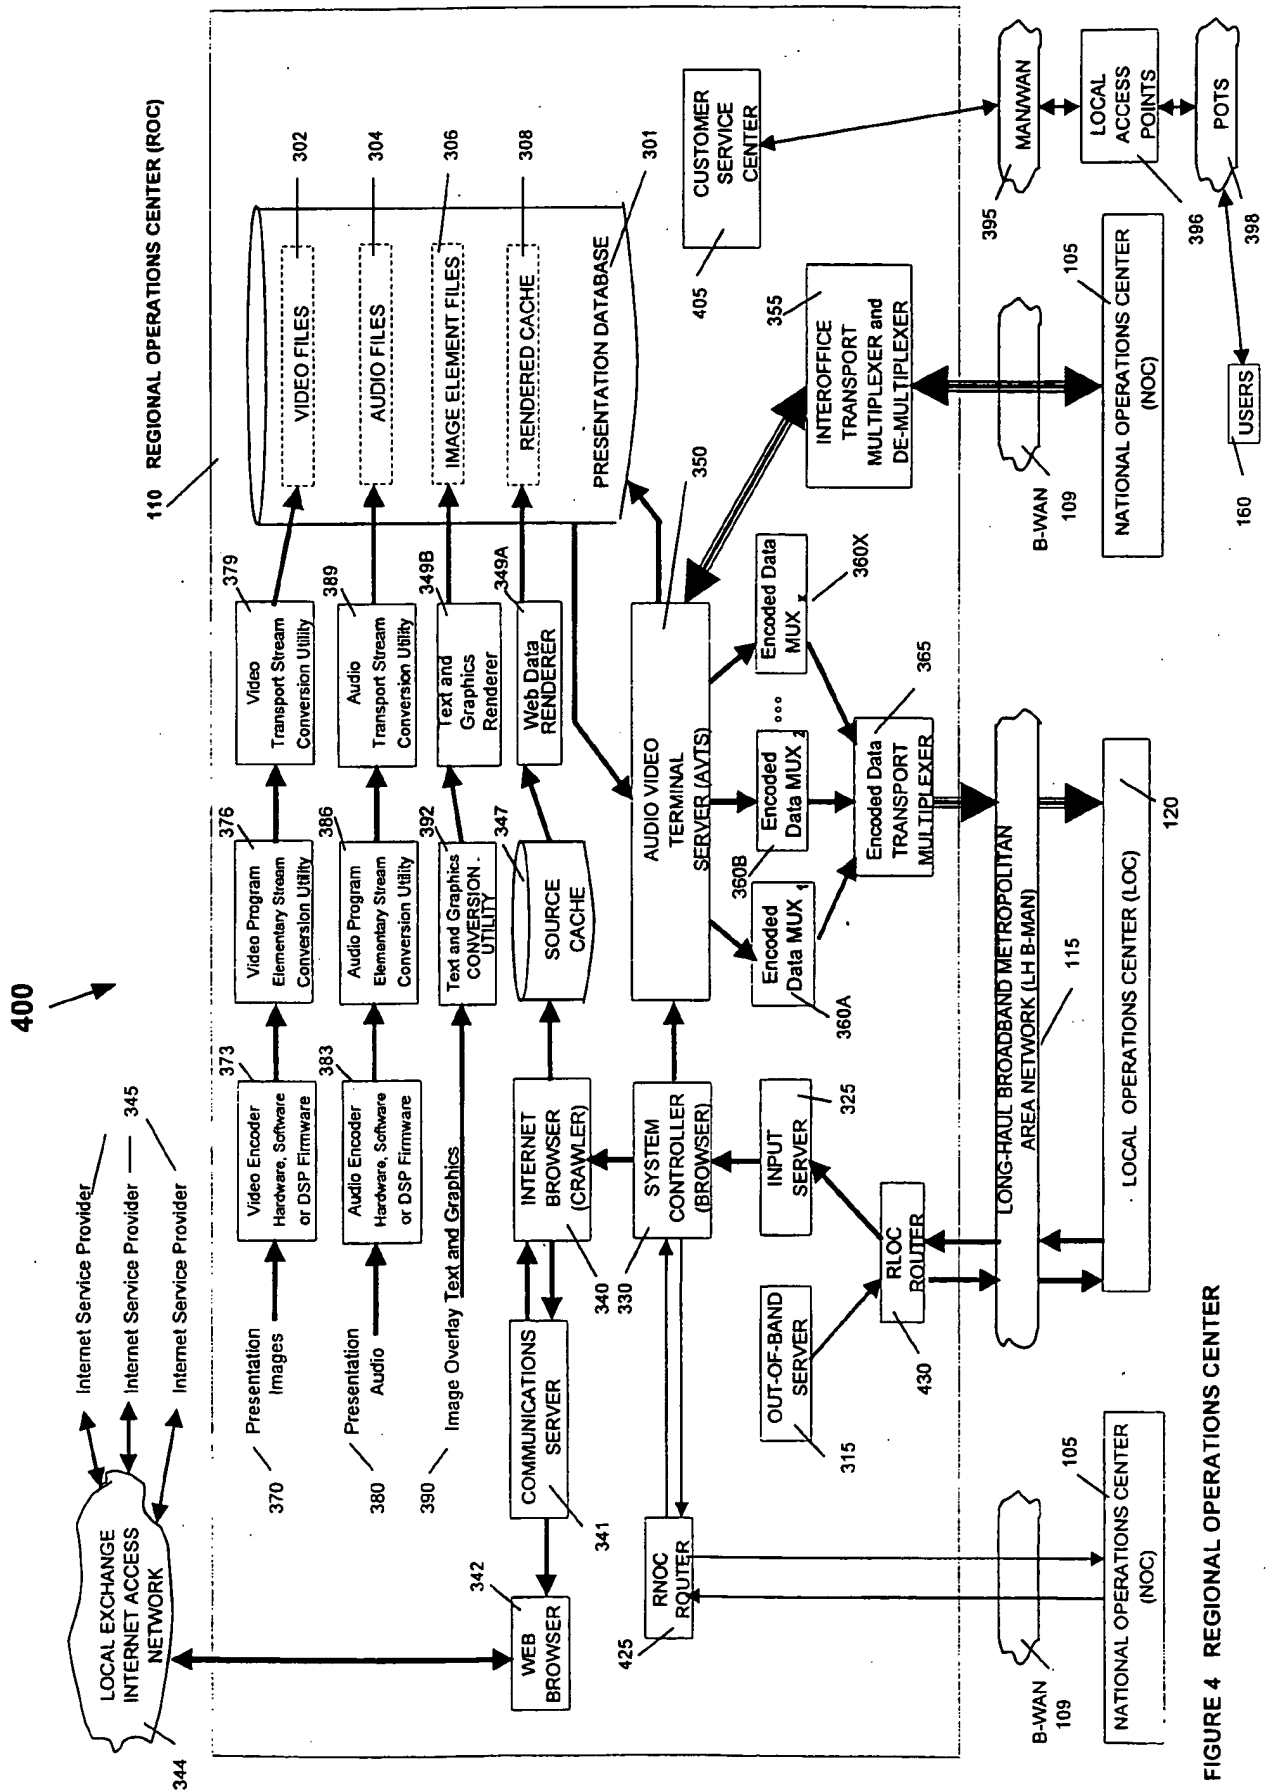 400
110 REGIONAL OPERATIONS CENTER (ROC)
LOCAL EXCHANGE
INTERNET ACCESS
NETWORK
344
Internet Service Provider
Internet Service Provider
Internet Service Provider
345
370
Presentation
Images
373
Video Encoder
Hardware, Software
or DSP Firmware
376
Video Program
Elementary Stream
Conversion Utility
379
Video
Transport Stream
Conversion Utility
VIDEO FILES
302
380
Presentation
Audio
383
Audio Encoder
Hardware, Software
or DSP Firmware
386
Audio Program
Elementary Stream
Conversion Utility
389
Audio
Transport Stream
Conversion Utility
AUDIO FILES
304
390
Image Overlay Text and Graphics
392
Text and Graphics
CONVERSION
UTILITY
349B
Text and
Graphics
Renderer
IMAGE ELEMENT FILES
306
342
WEB
BROWSER
COMMUNICATIONS
SERVER
341
INTERNET
BROWSER
(CRAWLER)
340
347
SOURCE
CACHE
349A
Web Data
RENDERER
RENDERED CACHE
308
PRESENTATION DATABASE
301
RNOC
ROUTER
425
SYSTEM
CONTROLLER
(BROWSER)
330
AUDIO VIDEO
TERMINAL
SERVER (AVTS)
350
CUSTOMER
SERVICE
CENTER
405
OUT-OF-BAND
SERVER
315
INPUT
SERVER
325
Encoded
Data MUX 1
360A
Encoded
Data MUX 2
360B
...
Encoded Data
MUX x
360X
INTEROFFICE
TRANSPORT
MULTIPLEXER and
DE-MULTIPLEXER
355
RLOC
ROUTER
430
Encoded Data
TRANSPORT
MULTIPLEXER
365
B-WAN
109
LONG-HAUL BROADBAND METROPOLITAN
AREA NETWORK (LH B-MAN)
115
B-WAN
109
MAN/WAN
395
NATIONAL OPERATIONS CENTER
(NOC)
105
LOCAL OPERATIONS CENTER (LOC)
120
NATIONAL OPERATIONS CENTER
(NOC)
105
LOCAL
ACCESS
POINTS
396
POTS
398
USERS
160
FIGURE 4 REGIONAL OPERATIONS CENTER